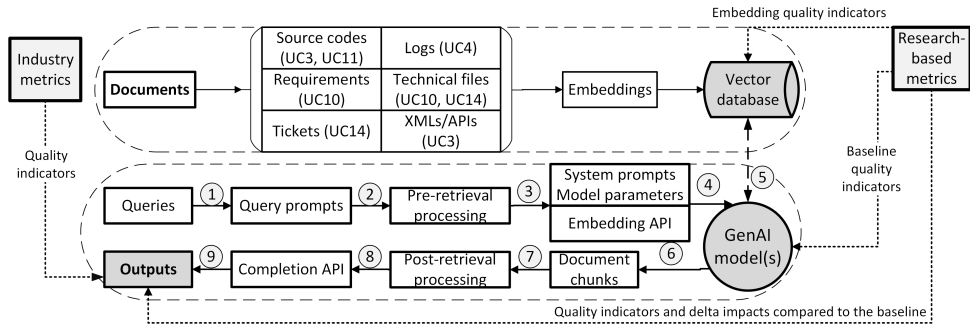 Embedding quality indicators
Industry
metrics
Research-
based
metrics
Documents
Source codes
(UC3, UC11)
Logs (UC4)
Requirements
(UC10)
Technical files
(UC10, UC14)
Tickets (UC14)
XMLs/APIs
(UC3)
Embeddings
Vector
database
Quality
indicators
Baseline
quality
indicators
Queries
1
Query prompts
2
Pre-retrieval
processing
3
System prompts
Model parameters
Embedding API
4
5
GenAI
model(s)
6
Document
chunks
7
Post-retrieval
processing
8
Completion API
9
Outputs
Quality indicators and delta impacts compared to the baseline